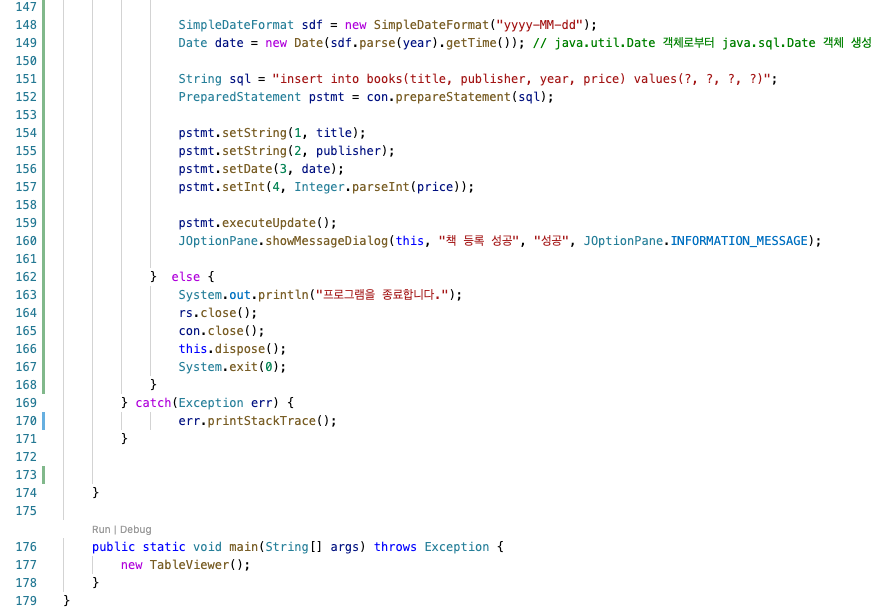 147
148 SimpleDateFormat sdf = new SimpleDateFormat("yyyy-MM-dd");
149 Date date = new Date(sdf.parse(year).getTime()); // java.util.Date 객체로부터 java.sql.Date 객체 생성
150
151 String sql = "insert into books(title, publisher, year, price) values(?, ?, ?, ?)";
152 PreparedStatement pstmt = con.prepareStatement(sql);
153
154 pstmt.setString(1, title);
155 pstmt.setString(2, publisher);
156 pstmt.setDate(3, date);
157 pstmt.setInt(4, Integer.parseInt(price));
158
159 pstmt.executeUpdate();
160 JOptionPane.showMessageDialog(this, "책 등록 성공", "성공", JOptionPane.INFORMATION_MESSAGE);
161
162 } else {
163 System.out.println("프로그램을 종료합니다.");
164 rs.close();
165 con.close();
166 this.dispose();
167 System.exit(0);
168 }
169 } catch(Exception err) {
170 err.printStackTrace();
171 }
172
173
174 }
175
Run | Debug
176 public static void main(String[] args) throws Exception {
177 new TableViewer();
178 }
179 }